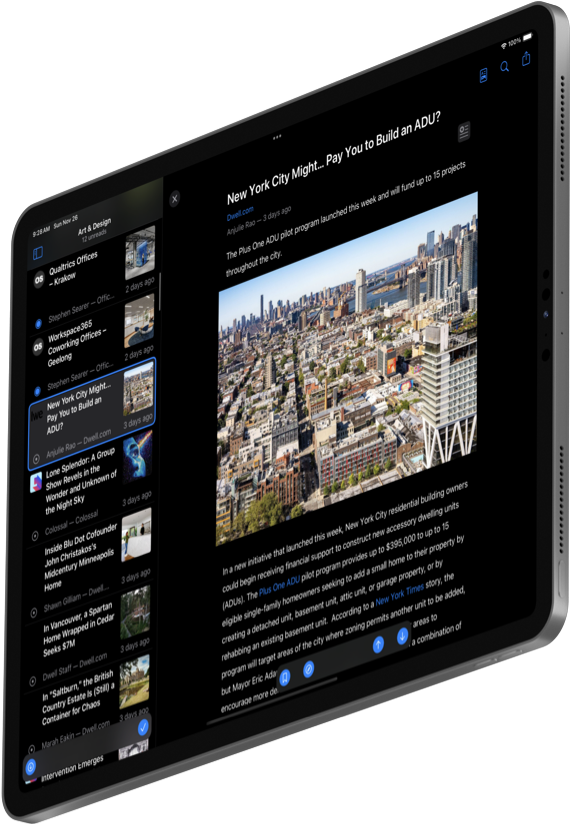 9:28 AM Sun Nov 26
100%
Art & Design
12 unreads
OS
Qualtrics Offices
– Krakow
Stephen Searer — Offic...
2 days ago
OS
Workspace365
Coworking Offices –
Geelong
Stephen Searer — Offic...
2 days ago
New York City Might...
Pay You to Build an
ADU?
Anjulie Rao — Dwell.com
3 days ago
Lone Splendor: A Group
Show Revels in the
Wonder and Unknown of
the Night Sky
Colossal — Colossal
3 days ago
Inside Blu Dot Cofounder
John Christakos's
Midcentury Minneapolis
Home
Shawn Gilliam — Dwell...
3 days ago
In Vancouver, a Spartan
Home Wrapped in Cedar
Seeks $7M
Dwell Staff — Dwell.com
3 days ago
In "Saltburn," the British
Country Estate Is (Still) a
Container for Chaos
Marah Eakin — Dwell.com
3 days ago
Intervention Emerges
New York City Might... Pay You to Build an ADU?
Dwell.com
Anjulie Rao — 3 days ago
The Plus One ADU pilot program launched this week and will fund up to 15 projects
throughout the city.
In a new initiative that launched this week, New York City residential building owners
could begin receiving financial support to construct new accessory dwelling units
(ADUs). The Plus One ADU pilot program provides up to $395,000 to up to 15
eligible single-family homeowners seeking to add a small home to their property by
creating a detached unit, basement unit, attic unit, or garage property, or by
rehabbing an existing basement unit. According to a New York Times story, the
program will target areas of the city where zoning permits another unit to be added,
but Mayor Eric Ada areas to
encourage more de a combination of